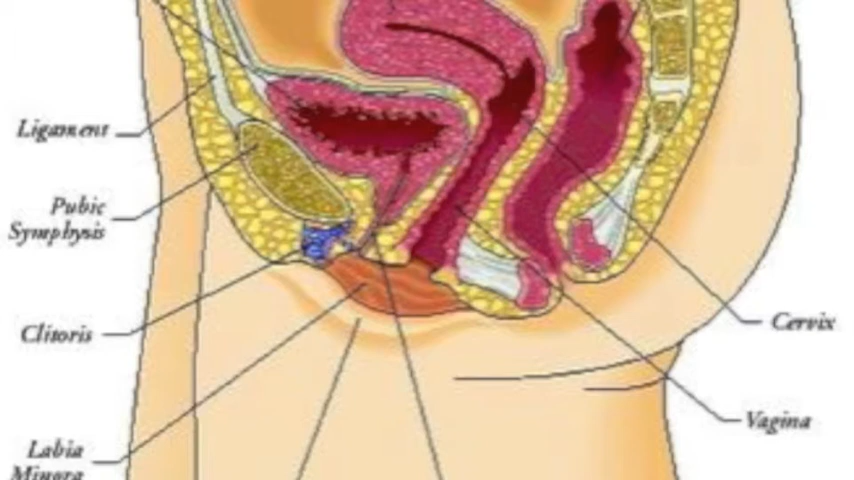 Ligament
Pubic
Symphysis
Clitoris
Labia
Minora
Cervix
Vagina